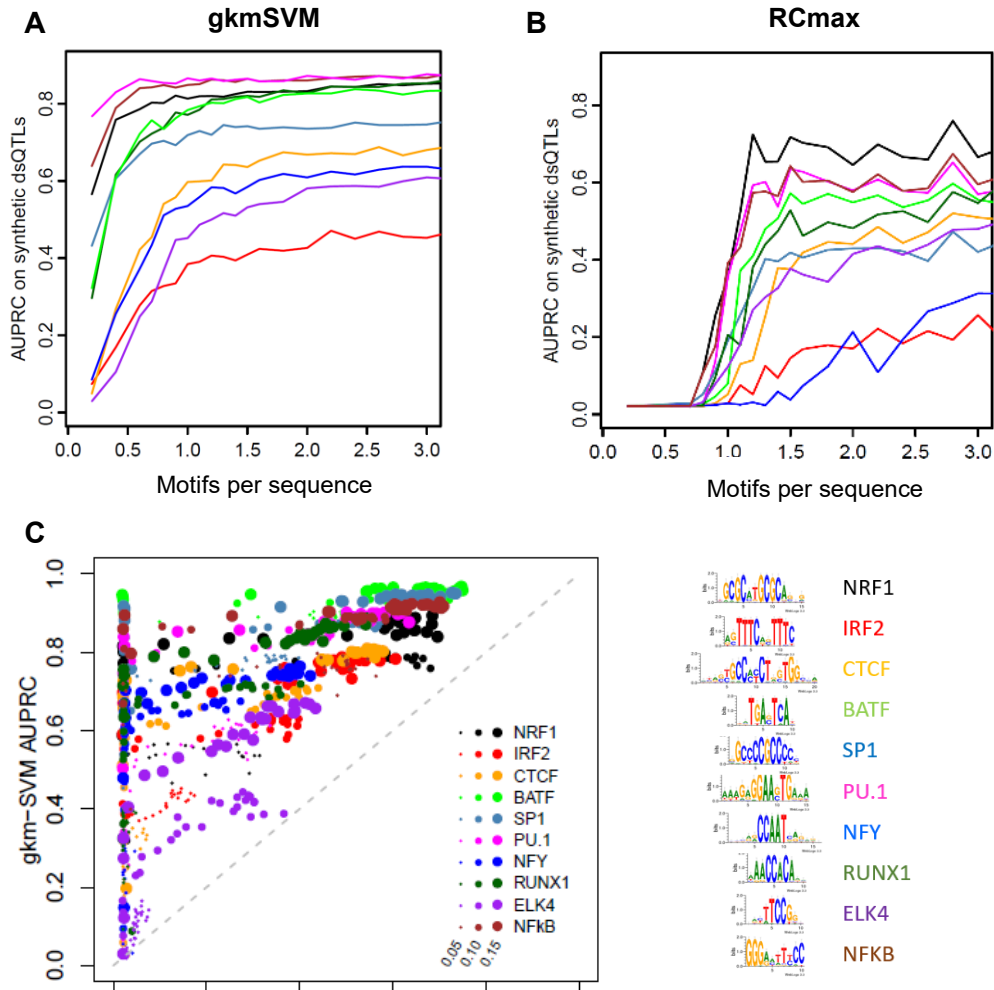 A
gkmSVM
B
RCmax
AUPRC on synthetic dsQTLs
0.0
0.2
0.4
0.6
0.8
0.0
0.5
1.0
1.5
2.0
2.5
3.0
Motifs per sequence
AUPRC on synthetic dsQTLs
0.0
0.2
0.4
0.6
0.8
0.0
0.5
1.0
1.5
2.0
2.5
3.0
Motifs per sequence
C
gkm-SVM AUPRC
0.0
0.2
0.4
0.6
0.8
1.0
NRF1
IRF2
CTCF
BATF
SP1
PU.1
NFY
RUNX1
ELK4
NFkB
0.05
0.10
0.15
NRF1
IRF2
CTCF
BATF
SP1
PU.1
NFY
RUNX1
ELK4
NFKB